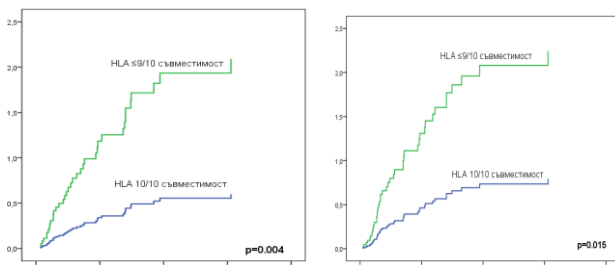 2,5
2,0
1,5
1,0
0,5
0,0
HLA ≤9/10 съвместимост
HLA 10/10 съвместимост
p=0.004
2,5
2,0
1,5
1,0
0,5
0,0
HLA ≤9/10 съвместимост
HLA 10/10 съвместимост
p=0.015